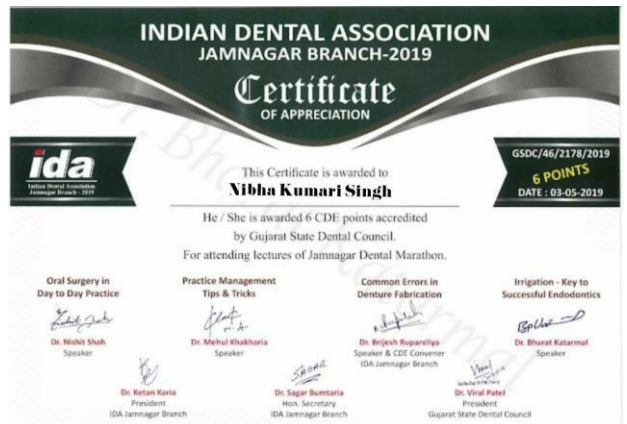 INDIAN DENTAL ASSOCIATION
JAMNAGAR BRANCH-2019
Certificate
OF APPRECIATION
ida
Indian Dental Association
Jamnagar Branch - 2019
GSDC/46/2178/2019
6 POINTS
DATE : 03-05-2019
This Certificate is awarded to
Nibha Kumari Singh
He / She is awarded 6 CDE points accredited
by Gujarat State Dental Council.
For attending lectures of Jamnagar Dental Marathon.
Oral Surgery in
Day to Day Practice
Dr. Nishit Shah
Speaker
Practice Management
Tips & Tricks
Dr. Mehul Khakharia
Speaker
Common Errors in
Denture Fabrication
Dr. Brijesh Rupareliya
Speaker & CDE Convener
IDA Jamnagar Branch
Irrigation - Key to
Successful Endodontics
Dr. Bharat Katarmal
Speaker
Dr. Ketan Karia
President
IDA Jamnagar Branch
SAGAR
Dr. Sagar Bumtaria
Hon. Secretary
IDA Jamnagar Branch
Dr. Viral Patel
President
Gujarat State Dental Council
Dr. Bharat Katarmal